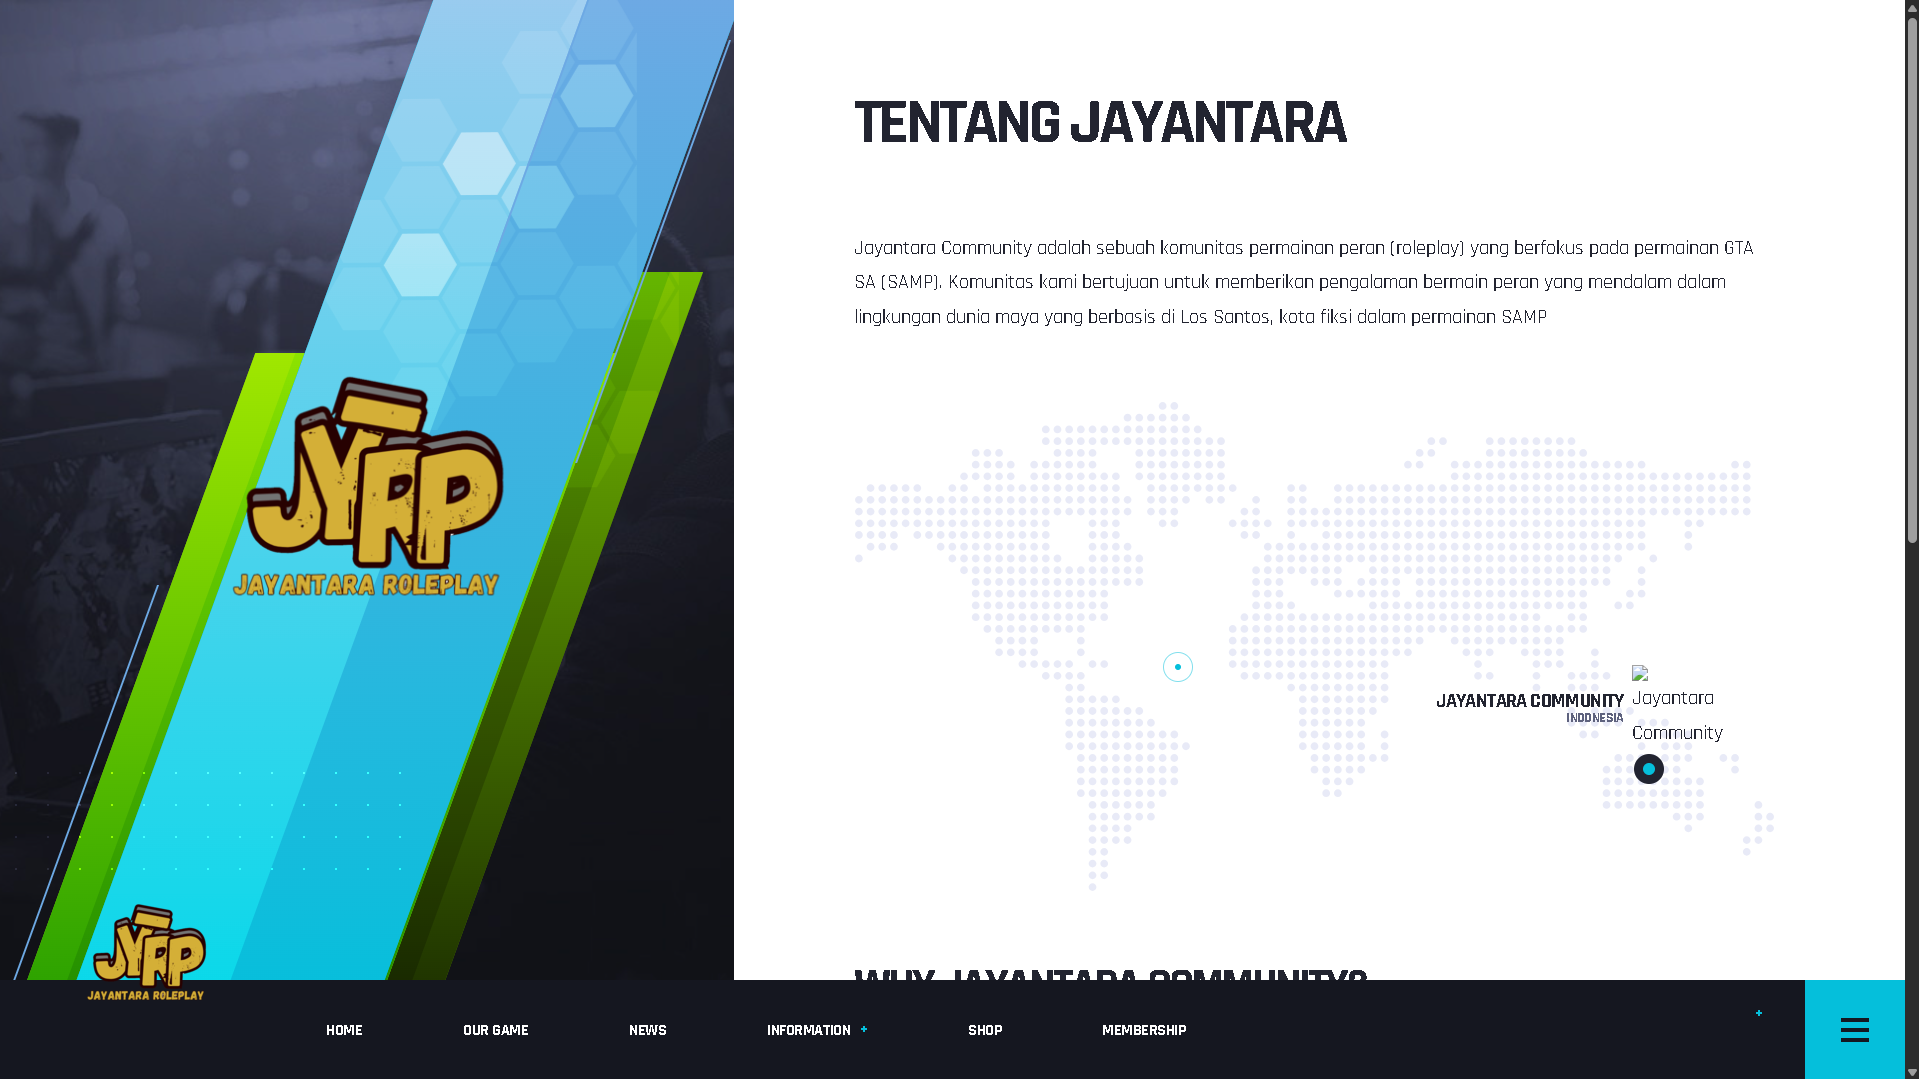 TENTANG JAYANTARA
Jayantara Community adalah sebuah komunitas permainan peran (roleplay) yang berfokus pada permainan GTA
SA (SAMP). Komunitas kami bertujuan untuk memberikan pengalaman bermain peran yang mendalam dalam
lingkungan dunia maya yang berbasis di Los Santos, kota fiksi dalam permainan SAMP
JYRP
JAYANTARA ROLEPLAY
JAYANTARA COMMUNITY
INDONESIA
Jayantara
Community
WHY JAYANTARA COMMUNITY?
JYRP
JAYANTARA ROLEPLAY
HOME
OUR GAME
NEWS
INFORMATION +
SHOP
MEMBERSHIP